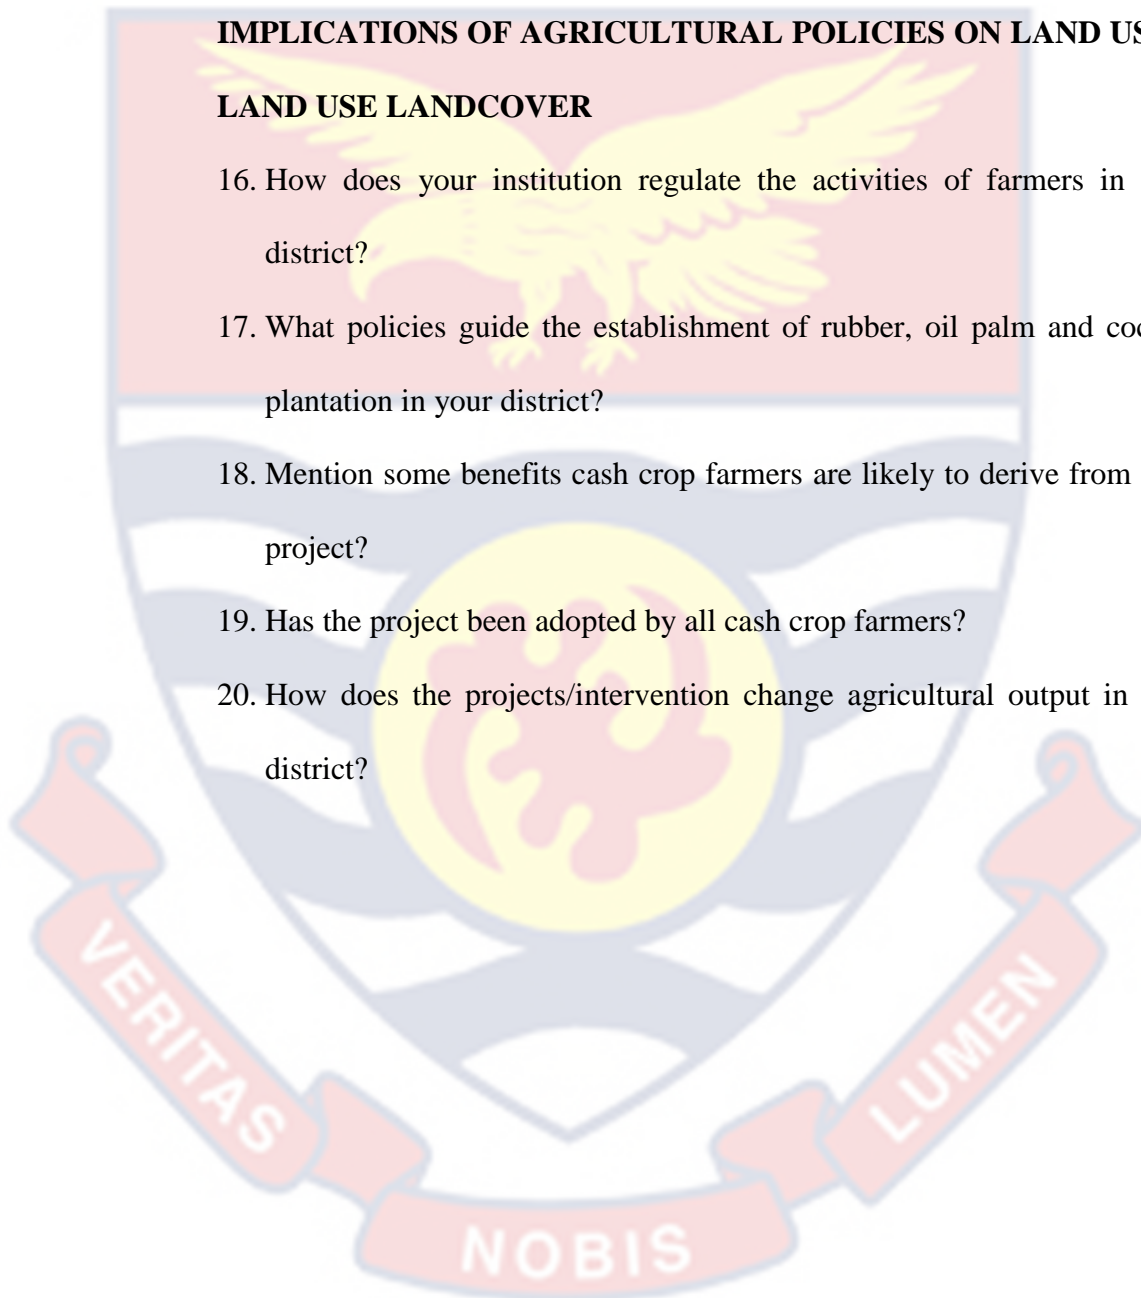 IMPLICATIONS OF AGRICULTURAL POLICIES ON LAND
LAND USE LANDCOVER
16. How does your institution regulate the activities of farmers in
district?
17. What policies guide the establishment of rubber, oil palm and
plantation in your district?
18. Mention some benefits cash crop farmers are likely to derive from
project?
19. Has the project been adopted by all cash crop farmers?
20. How does the projects/intervention change agricultural output in
district?
VERITAS
NOBIS
LUMEN